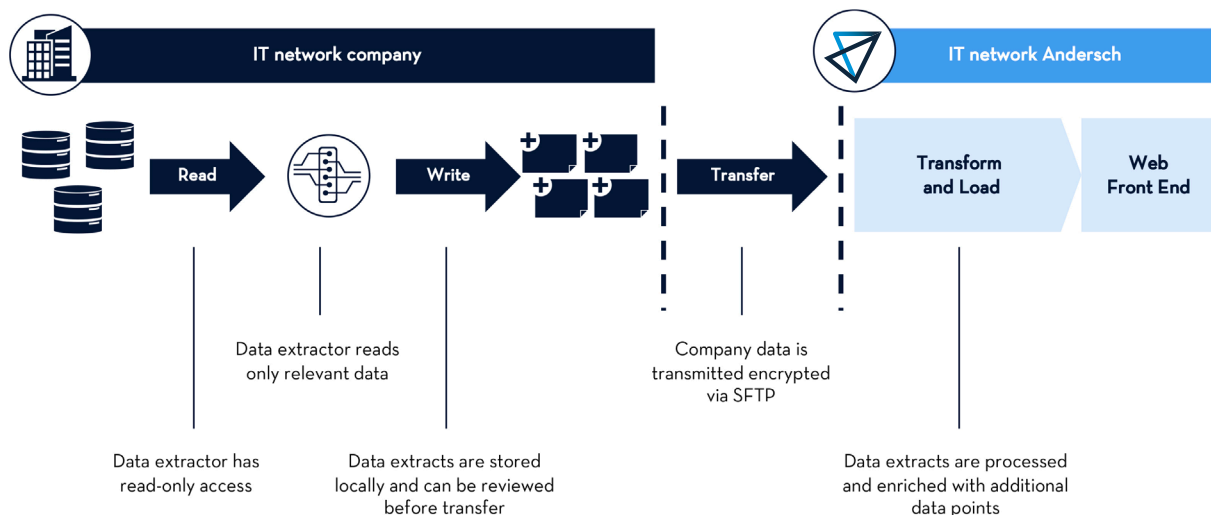 IT network company
IT network Andersch
Read
Write
Transfer
Transform
and Load
Web
Front End
Data extractor reads
only relevant data
Company data is
transmitted encrypted
via SFTP
Data extractor has
read-only access
Data extracts are stored
locally and can be reviewed
before transfer
Data extracts are processed
and enriched with additional
data points